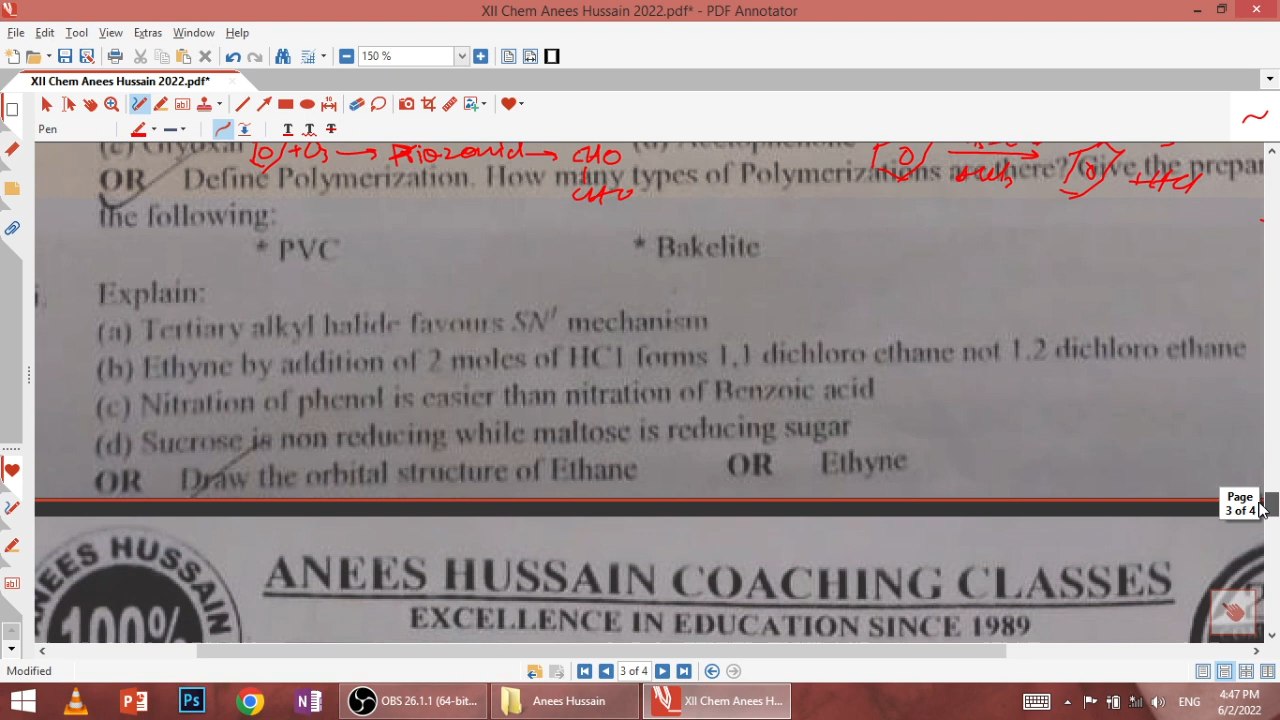 XII Chem Anees Hussain 2022.pdf* - PDF Annotator
File Edit Tool View Extras Window Help
150 %
XII Chem Anees Hussain 2022.pdf*
Pen
(c) Glyoxal
OR Define Polymerization. How many types of Polymerizations are there? Give the prepar
the following:
* PVC * Bakelite
Explain:
(a) Tertiary alkyl halide favours SN' mechanism
(b) Ethyne by addition of 2 moles of HC1 forms 1,1 dichloro ethane not 1.2 dichloro ethane
(c) Nitration of phenol is easier than nitration of Benzoic acid
(d) Sucrose is non reducing while maltose is reducing sugar
OR Draw the orbital structure of Ethane OR Ethyne
Page
3 of 4
ANEES HUSSAIN
100%
ANEES HUSSAIN COACHING CLASSES
EXCELLENCE IN EDUCATION SINCE 1989
Modified
3 of 4
OBS 26.1.1 (64-bit...
Anees Hussain
XII Chem Anees H...
ENG
4:47 PM
6/2/2022